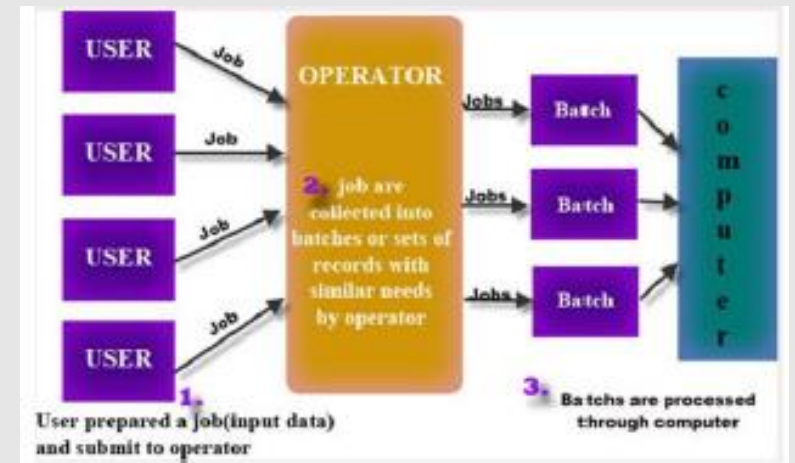 USER
Job
USER
Job
USER
Job
USER
Job
1.
User prepared a job(input data)
and submit to operator
OPERATOR
2. job are
collected into
batches or sets of
records with
similar needs
by operator
Jobs
Batch
Jobs
Batch
Jobs
Batch
computer
3. Batchs are processed
through computer